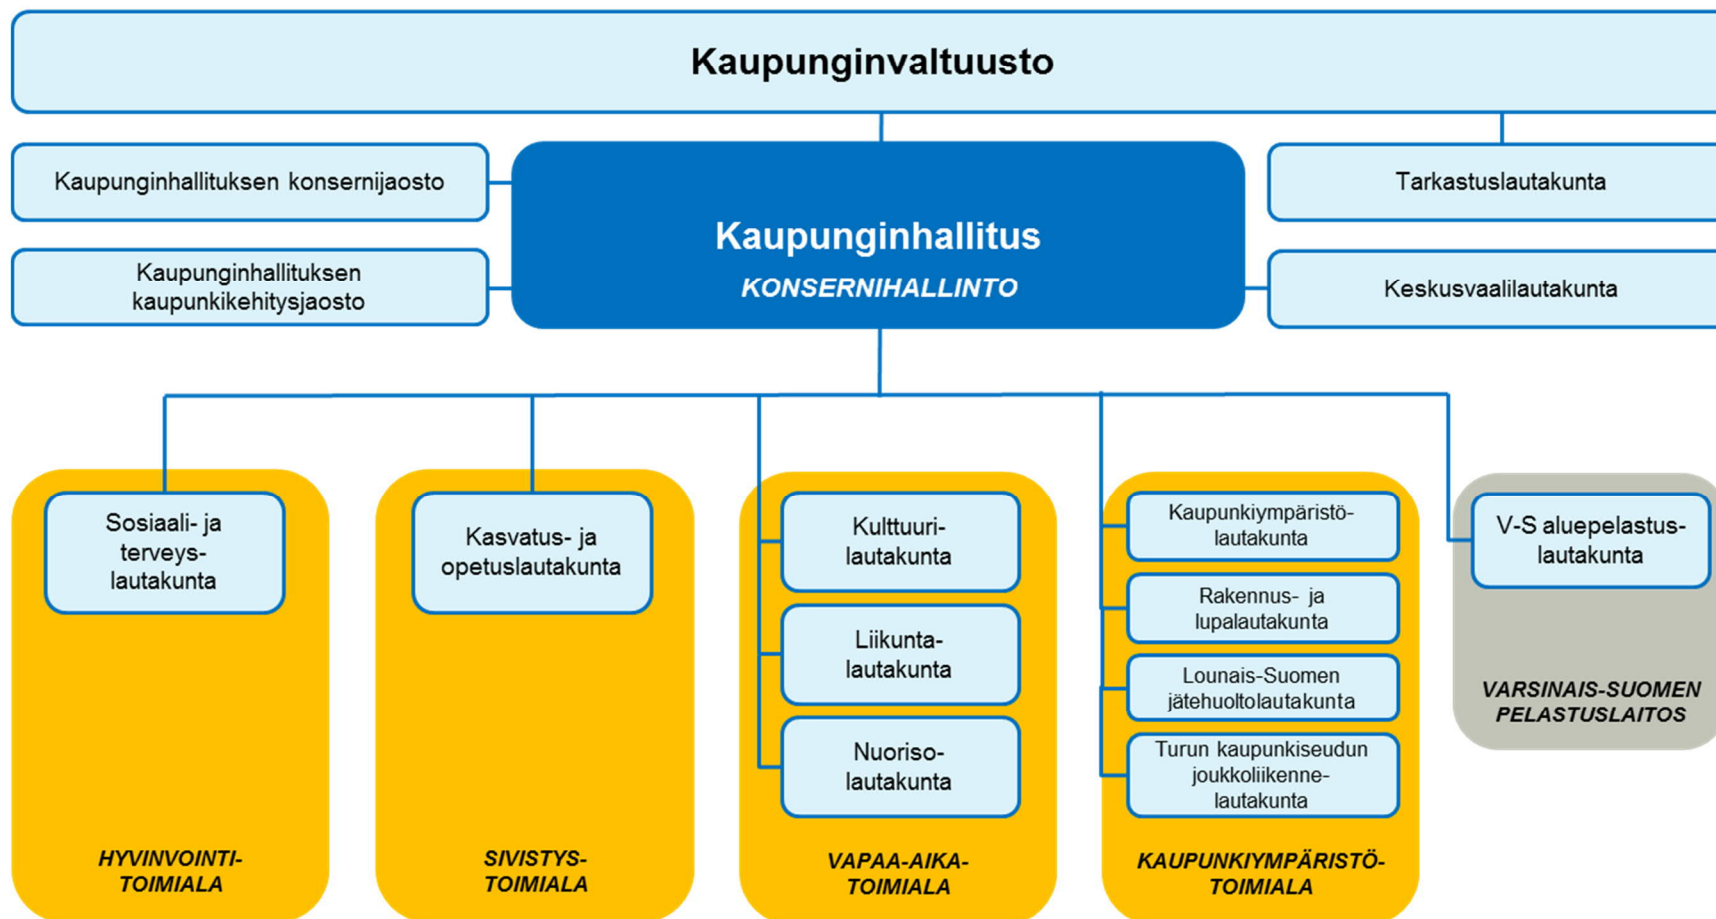 Kaupunginvaltuusto
Kaupunginhallituksen konsernijaosto
Kaupunginhallituksen
kaupunkikehitysjaosto
Kaupunginhallitus
KONSERNIHALLINTO
Tarkastuslautakunta
Keskusvaalilautakunta
Sosiaali- ja
terveys-
lautakunta
HYVINVOINTI-
TOIMIALA
Kasvatus- ja
opetuslautakunta
SIVISTYS-
TOIMIALA
Kulttuuri-
lautakunta
Liikunta-
lautakunta
Nuoriso-
lautakunta
VAPAA-AIKA-
TOIMIALA
Kaupunkiympäristö-
lautakunta
Rakennus- ja
lupalautakunta
Lounais-Suomen
jätehuoltolautakunta
Turun kaupunkiseudun
joukkoliikenne-
lautakunta
KAUPUNKIYMPÄRISTÖ-
TOIMIALA
V-S aluepelastus-
lautakunta
VARSINAIS-SUOMEN
PELASTUSLAITOS